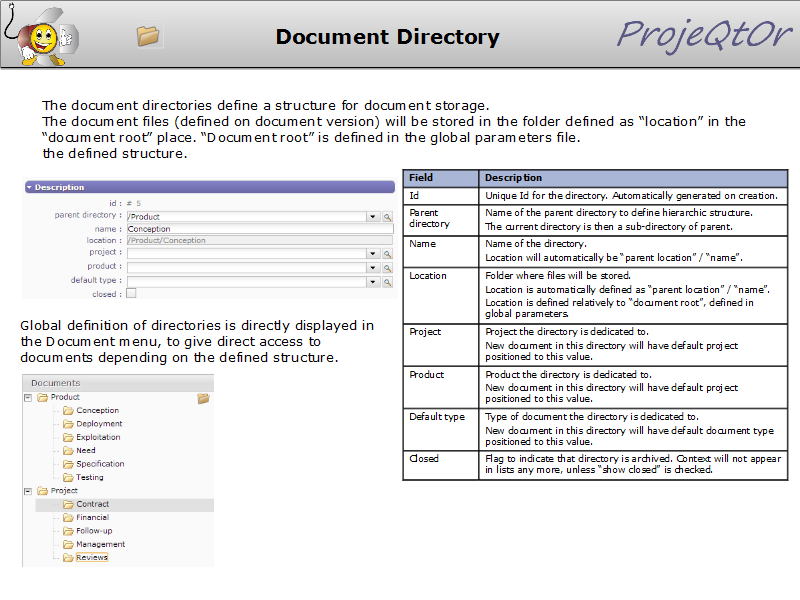 Document Directory
ProjeQtOr
The document directories define a structure for document storage.
The document files (defined on document version) will be stored in the folder defined as “location” in the
“document root” place. “Document root” is defined in the global parameters file.
the defined structure.
Description
id : # 5
parent directory : /Product
name : Conception
location : /Product/Conception
project :
product :
default type :
closed :
Global definition of directories is directly displayed in
the Document menu, to give direct access to
documents depending on the defined structure.
Documents
Product
Conception
Deployment
Exploitation
Need
Specification
Testing
Project
Contract
Financial
Follow-up
Management
Reviews
Field Description
Id Unique Id for the directory. Automatically generated on creation.
Parent directory Name of the parent directory to define hierarchic structure.
The current directory is then a sub-directory of parent.
Name Name of the directory.
Location will automatically be “parent location” / “name”.
Location Folder where files will be stored.
Location is automatically defined as “parent location” / “name”.
Location is defined relatively to “document root”, defined in
global parameters.
Project Project the directory is dedicated to.
New document in this directory will have default project
positioned to this value.
Product Product the directory is dedicated to.
New document in this directory will have default project
positioned to this value.
Default type Type of document the directory is dedicated to.
New document in this directory will have default document type
positioned to this value.
Closed Flag to indicate that directory is archived. Context will not appear
in lists any more, unless “show closed” is checked.